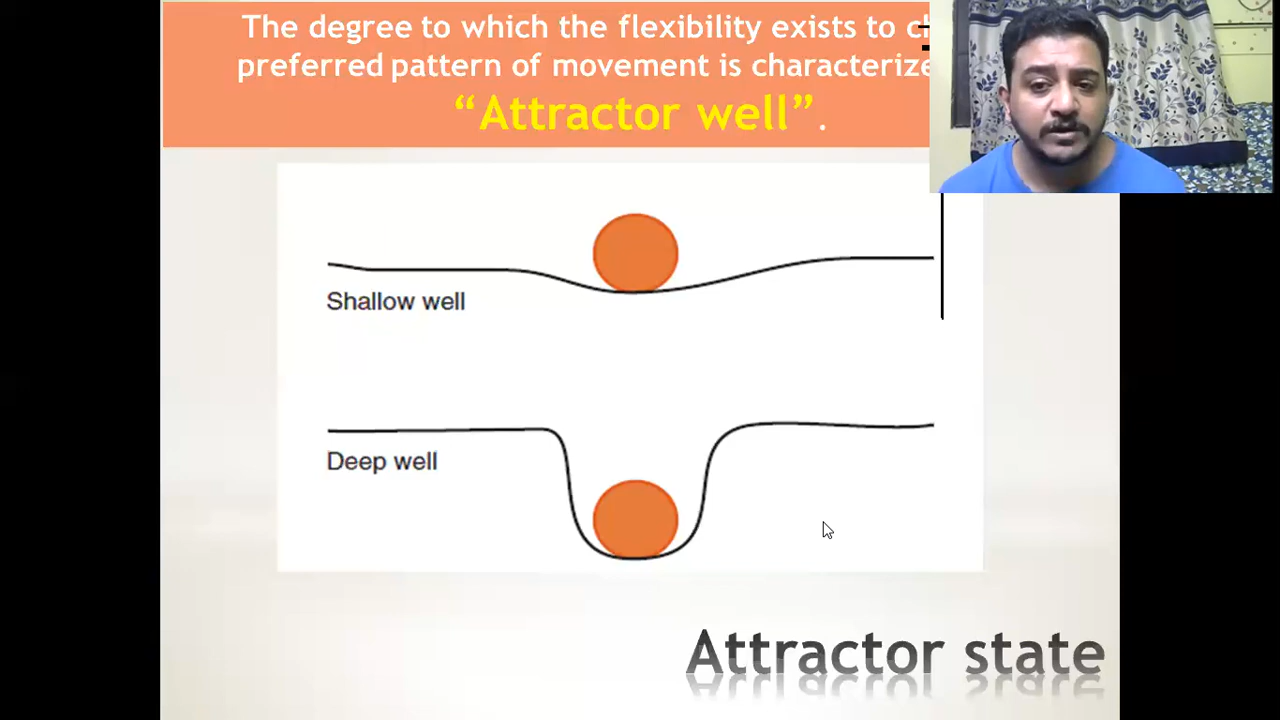 The degree to which the flexibility exists to
preferred pattern of movement is
“Attractor well”.
Shallow well
Deep well
Attractor state